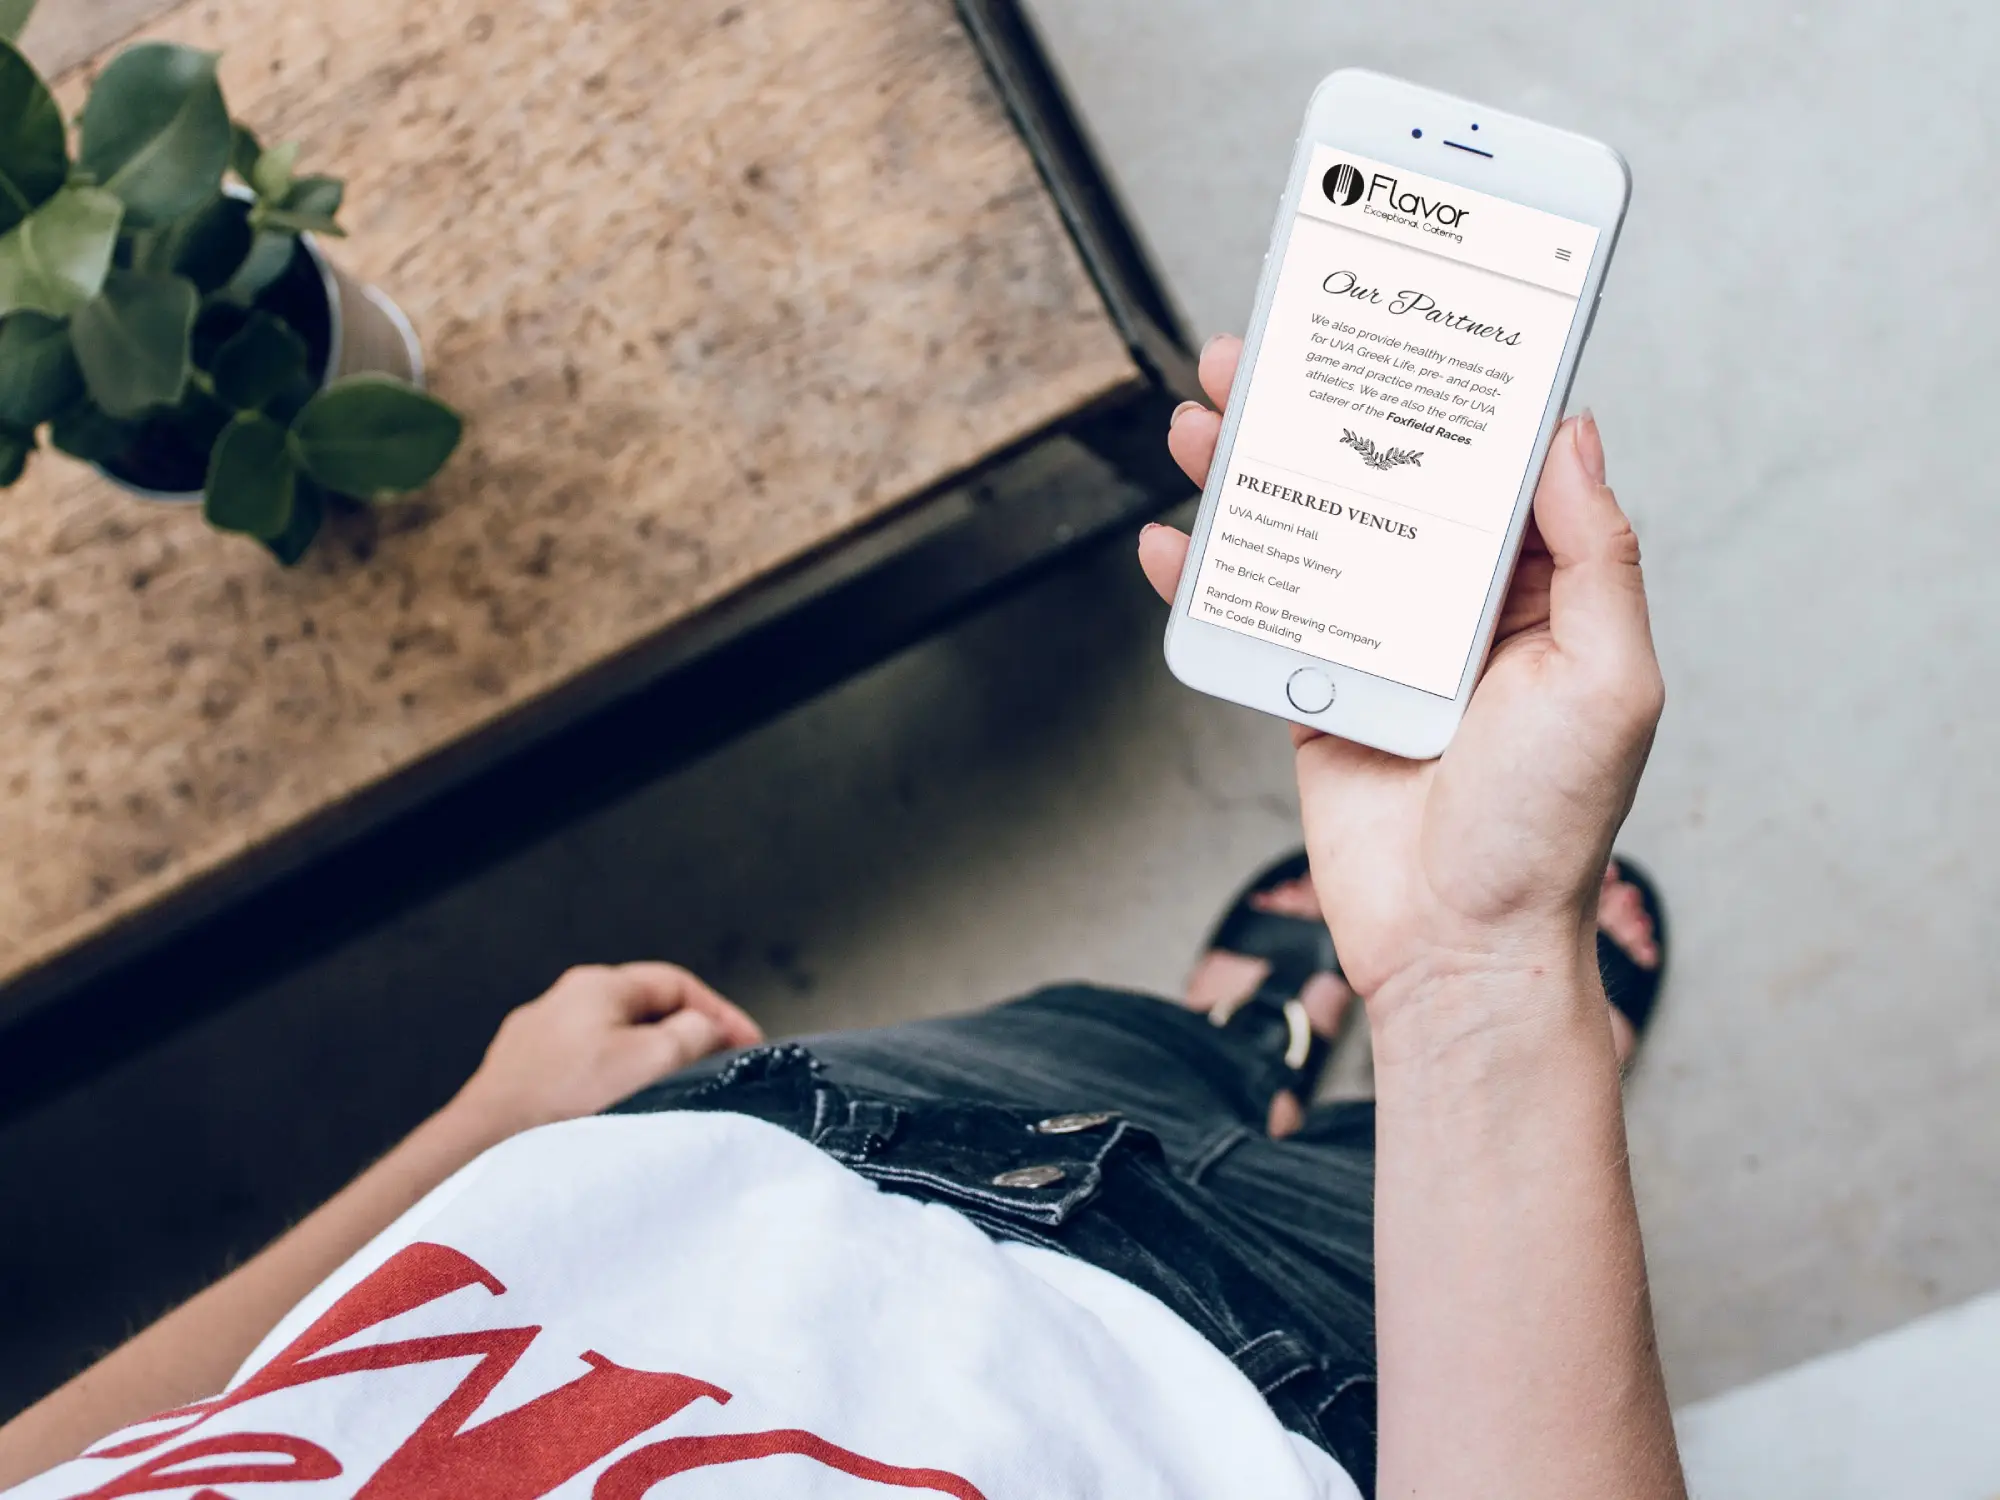 Flavor
Exceptional Catering
Our Partners
We also provide healthy meals daily
for UVA Greek Life, pre- and post-
game and practice meals for UVA
athletics. We are also the official
caterer of the Foxfield Races.
PREFERRED VENUES
UVA Alumni Hall
Michael Shaps Winery
The Brick Cellar
Random Row Brewing Company
The Code Building